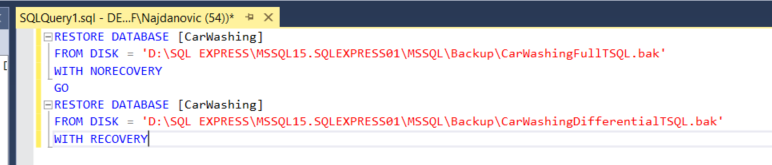 SQLQuery1.sql - DE...F\Najdanovic (54))*
RESTORE DATABASE [CarWashing]
FROM DISK = 'D:\SQL EXPRESS\MSSQL15.SQLEXPRESS01\MSSQL\Backup\CarWashingFullTSQL.bak'
WITH NORECOVERY
GO
RESTORE DATABASE [CarWashing]
FROM DISK = 'D:\SQL EXPRESS\MSSQL15.SQLEXPRESS01\MSSQL\Backup\CarWashingDifferentialTSQL.bak'
WITH RECOVERY